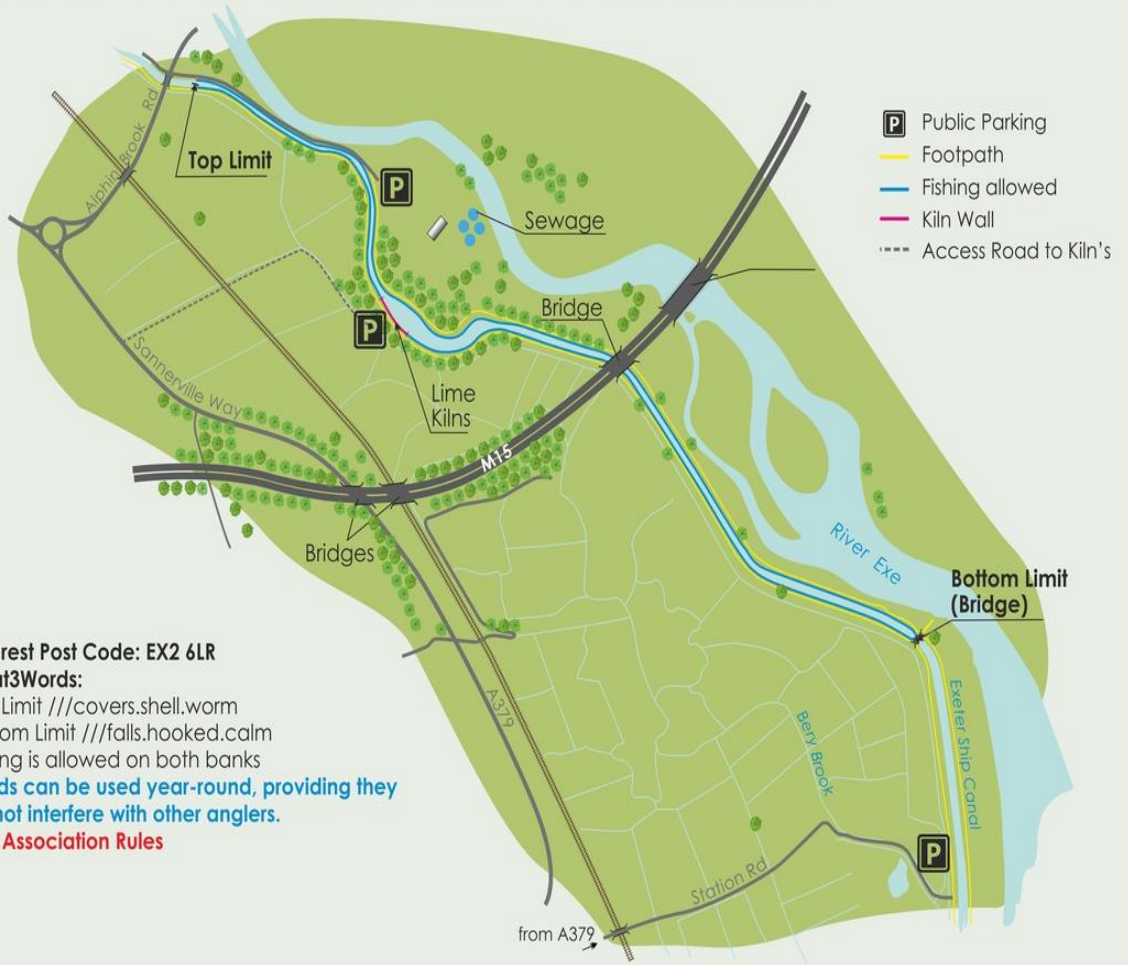 Public Parking
Footpath
Fishing allowed
Kiln Wall
Access Road to Kiln's
Alphin Brook Rd
Top Limit
P
Sewage
Bridge
P
Lime
Kilns
Sannerville Way
M15
Bridges
River Exe
Bottom Limit
(Bridge)
Exeter Ship Canal
Bery Brook
A379
P
Station Rd
from A379
rest Post Code: EX2 6LR
at3Words:
Limit ///covers.shell.worm
om Limit ///falls.hooked.calm
ng is allowed on both banks
ds can be used year-round, providing they
not interfere with other anglers.
Association Rules
P